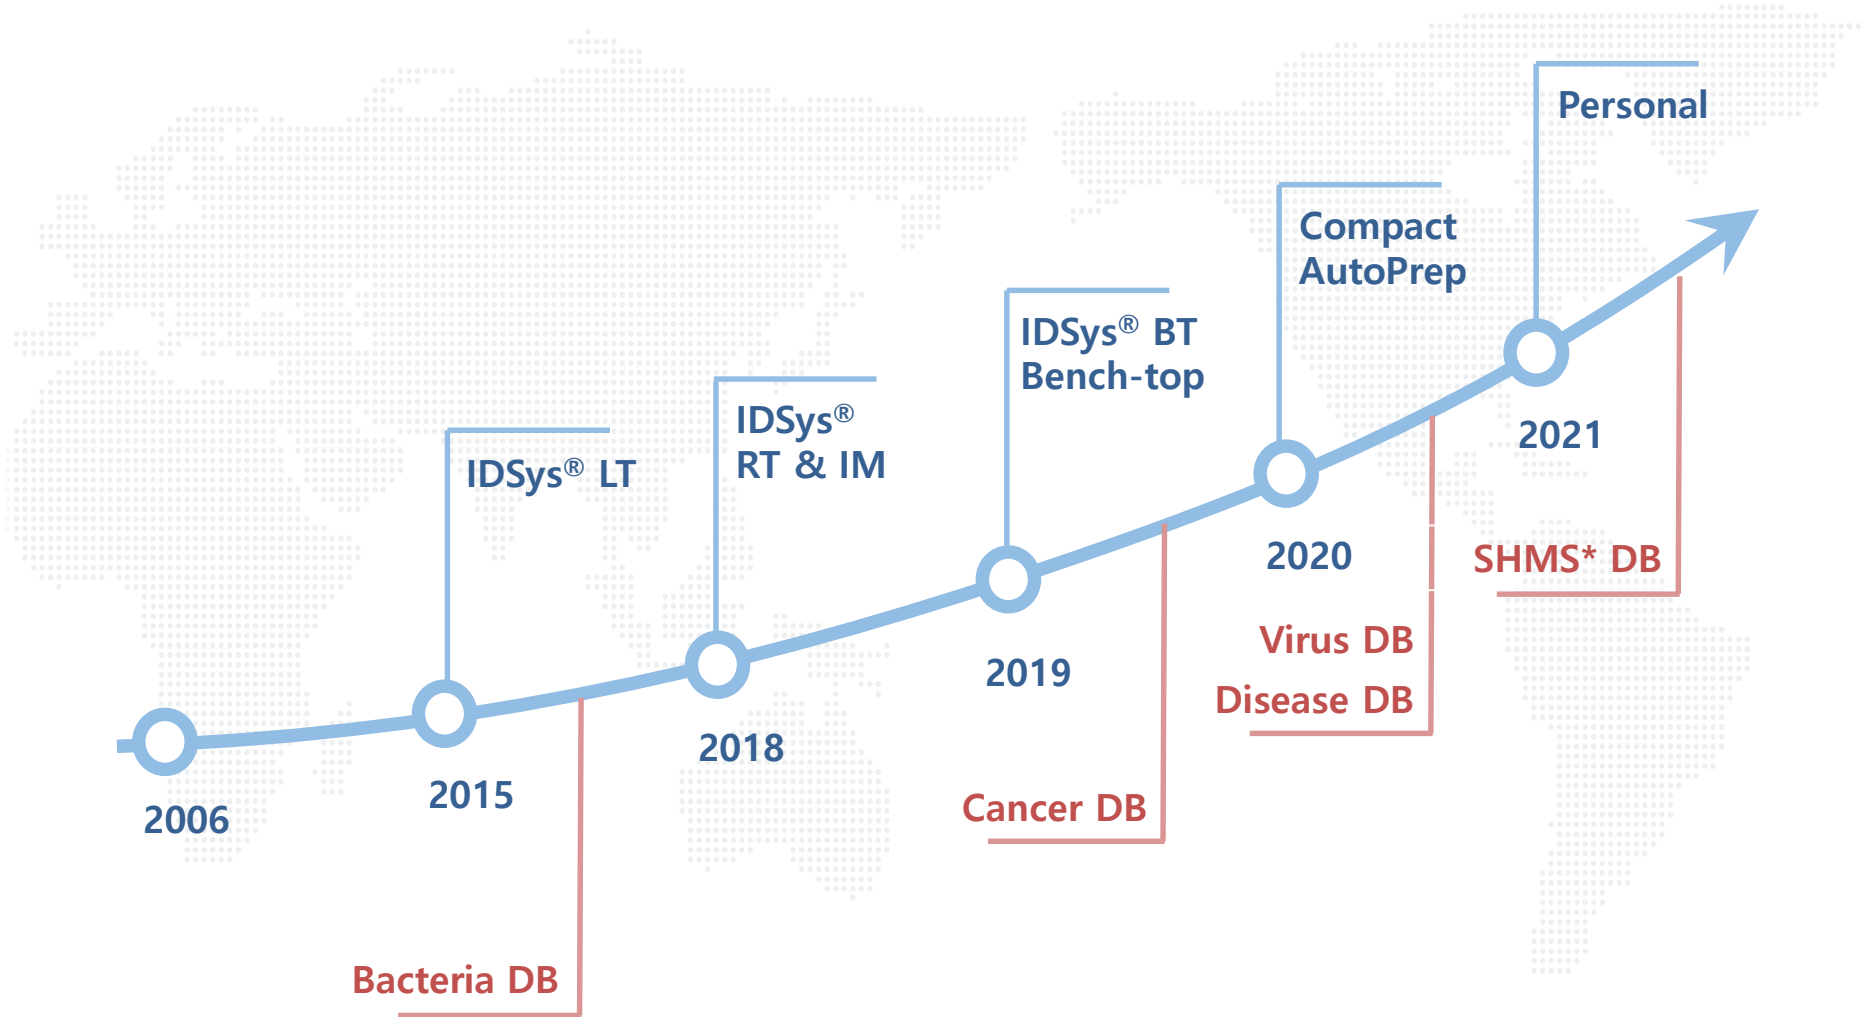 Personal
Compact
AutoPrep
IDSys® BT
Bench-top
IDSys®
RT & IM
IDSys® LT
2006
2015
2018
2019
2020
2021
Bacteria DB
Cancer DB
Virus DB
Disease DB
SHMS* DB